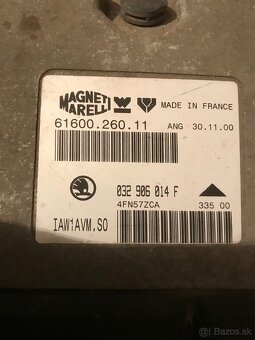 MAGNETI MARELLI MADE IN FRANCE
61600.260.11 ANG 30.11.00
032 906 014 F
4FN57ZCA 335 00
IAW1AVM.SO
bazos.sk